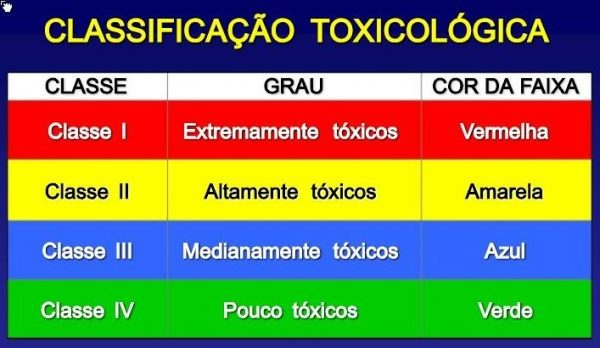 CLASSIFICAÇÃO TOXICOLÓGICA
CLASSE GRAU COR DA FAIXA
Classe I Extremamente tóxicos Vermelha
Classe II Altamente tóxicos Amarela
Classe III Medianamente tóxicos Azul
Classe IV Pouco tóxicos Verde